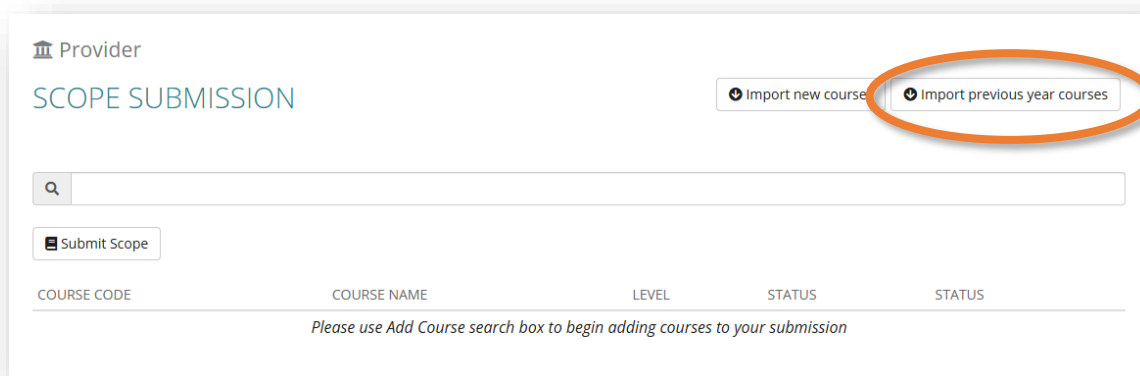 Provider
SCOPE SUBMISSION
Import new course
Import previous year courses
Submit Scope
COURSE CODE COURSE NAME LEVEL STATUS STATUS
Please use Add Course search box to begin adding courses to your submission